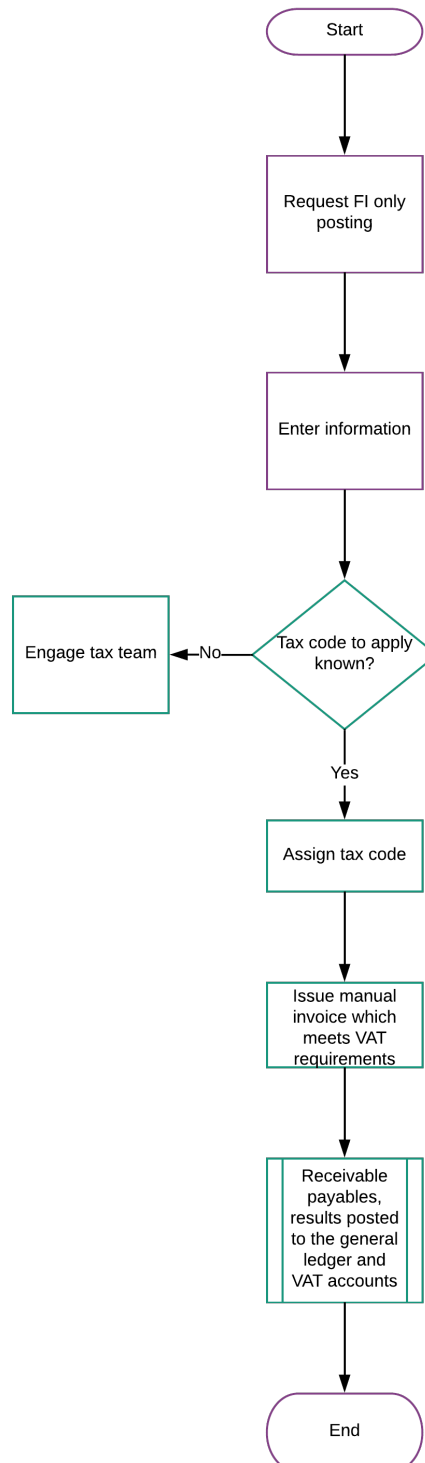 Start
Request FI only
posting
Enter information
Tax code to apply
known?
No
Engage tax team
Yes
Assign tax code
Issue manual
invoice which
meets VAT
requirements
Receivable
payables,
results posted
to the general
ledger and
VAT accounts
End